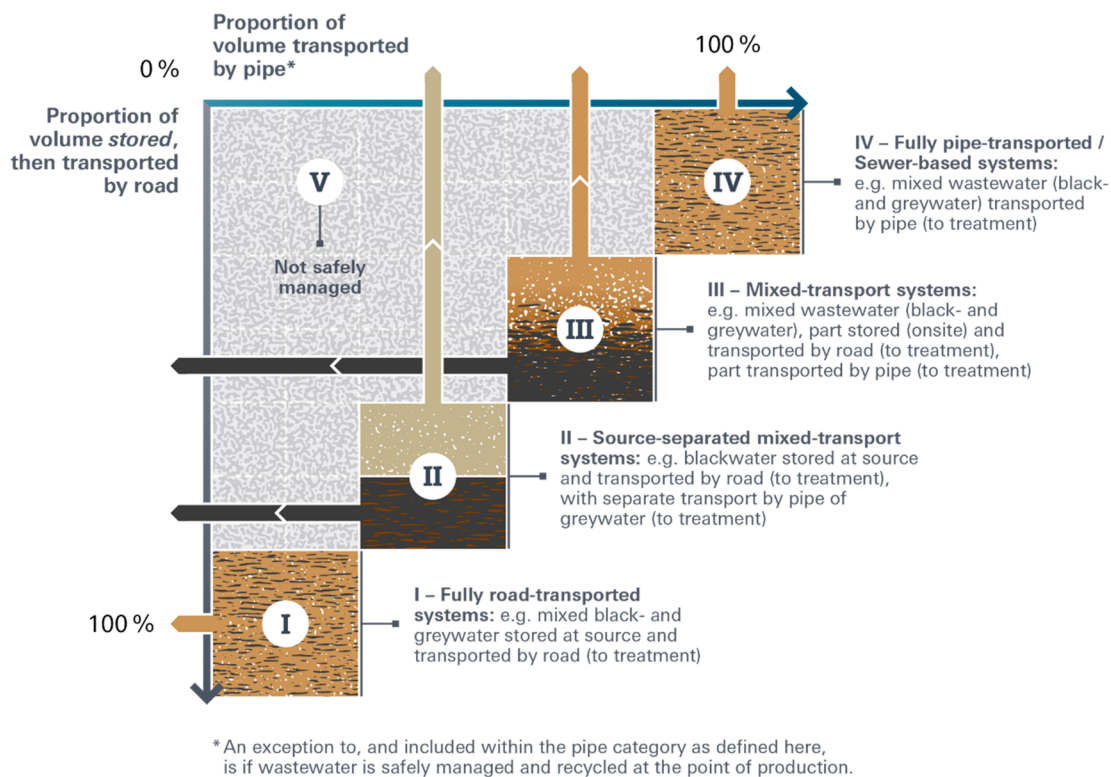 Proportion of
volume transported
by pipe*
100 %
0 %
Proportion of
volume stored,
then transported
by road
V
Not safely
managed
IV
IV – Fully pipe-transported /
Sewer-based systems:
e.g. mixed wastewater (black-
and greywater) transported
by pipe (to treatment)
III
III – Mixed-transport systems:
e.g. mixed wastewater (black- and
greywater), part stored (onsite) and
transported by road (to treatment),
part transported by pipe (to treatment)
II
II – Source-separated mixed-transport
systems: e.g. blackwater stored at source
and transported by road (to treatment),
with separate transport by pipe of
greywater (to treatment)
100 %
I
I – Fully road-transported
systems: e.g. mixed black- and
greywater stored at source and
transported by road (to treatment)
* An exception to, and included within the pipe category as defined here,
is if wastewater is safely managed and recycled at the point of production.